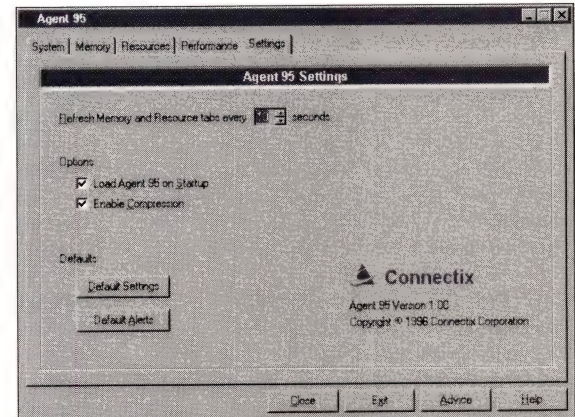 Agent 95
System Memory Resources Performance Settings
Agent 95 Settings
Refresh Memory and Resource tabs every seconds
Options
Load Agent 95 on Startup
Enable Compression
Defaults
Default Settings
Default Alerts
Connectix
Agent 95 Version 1.00
Copyright © 1996 Connectix Corporation
Close Exit Advice Help